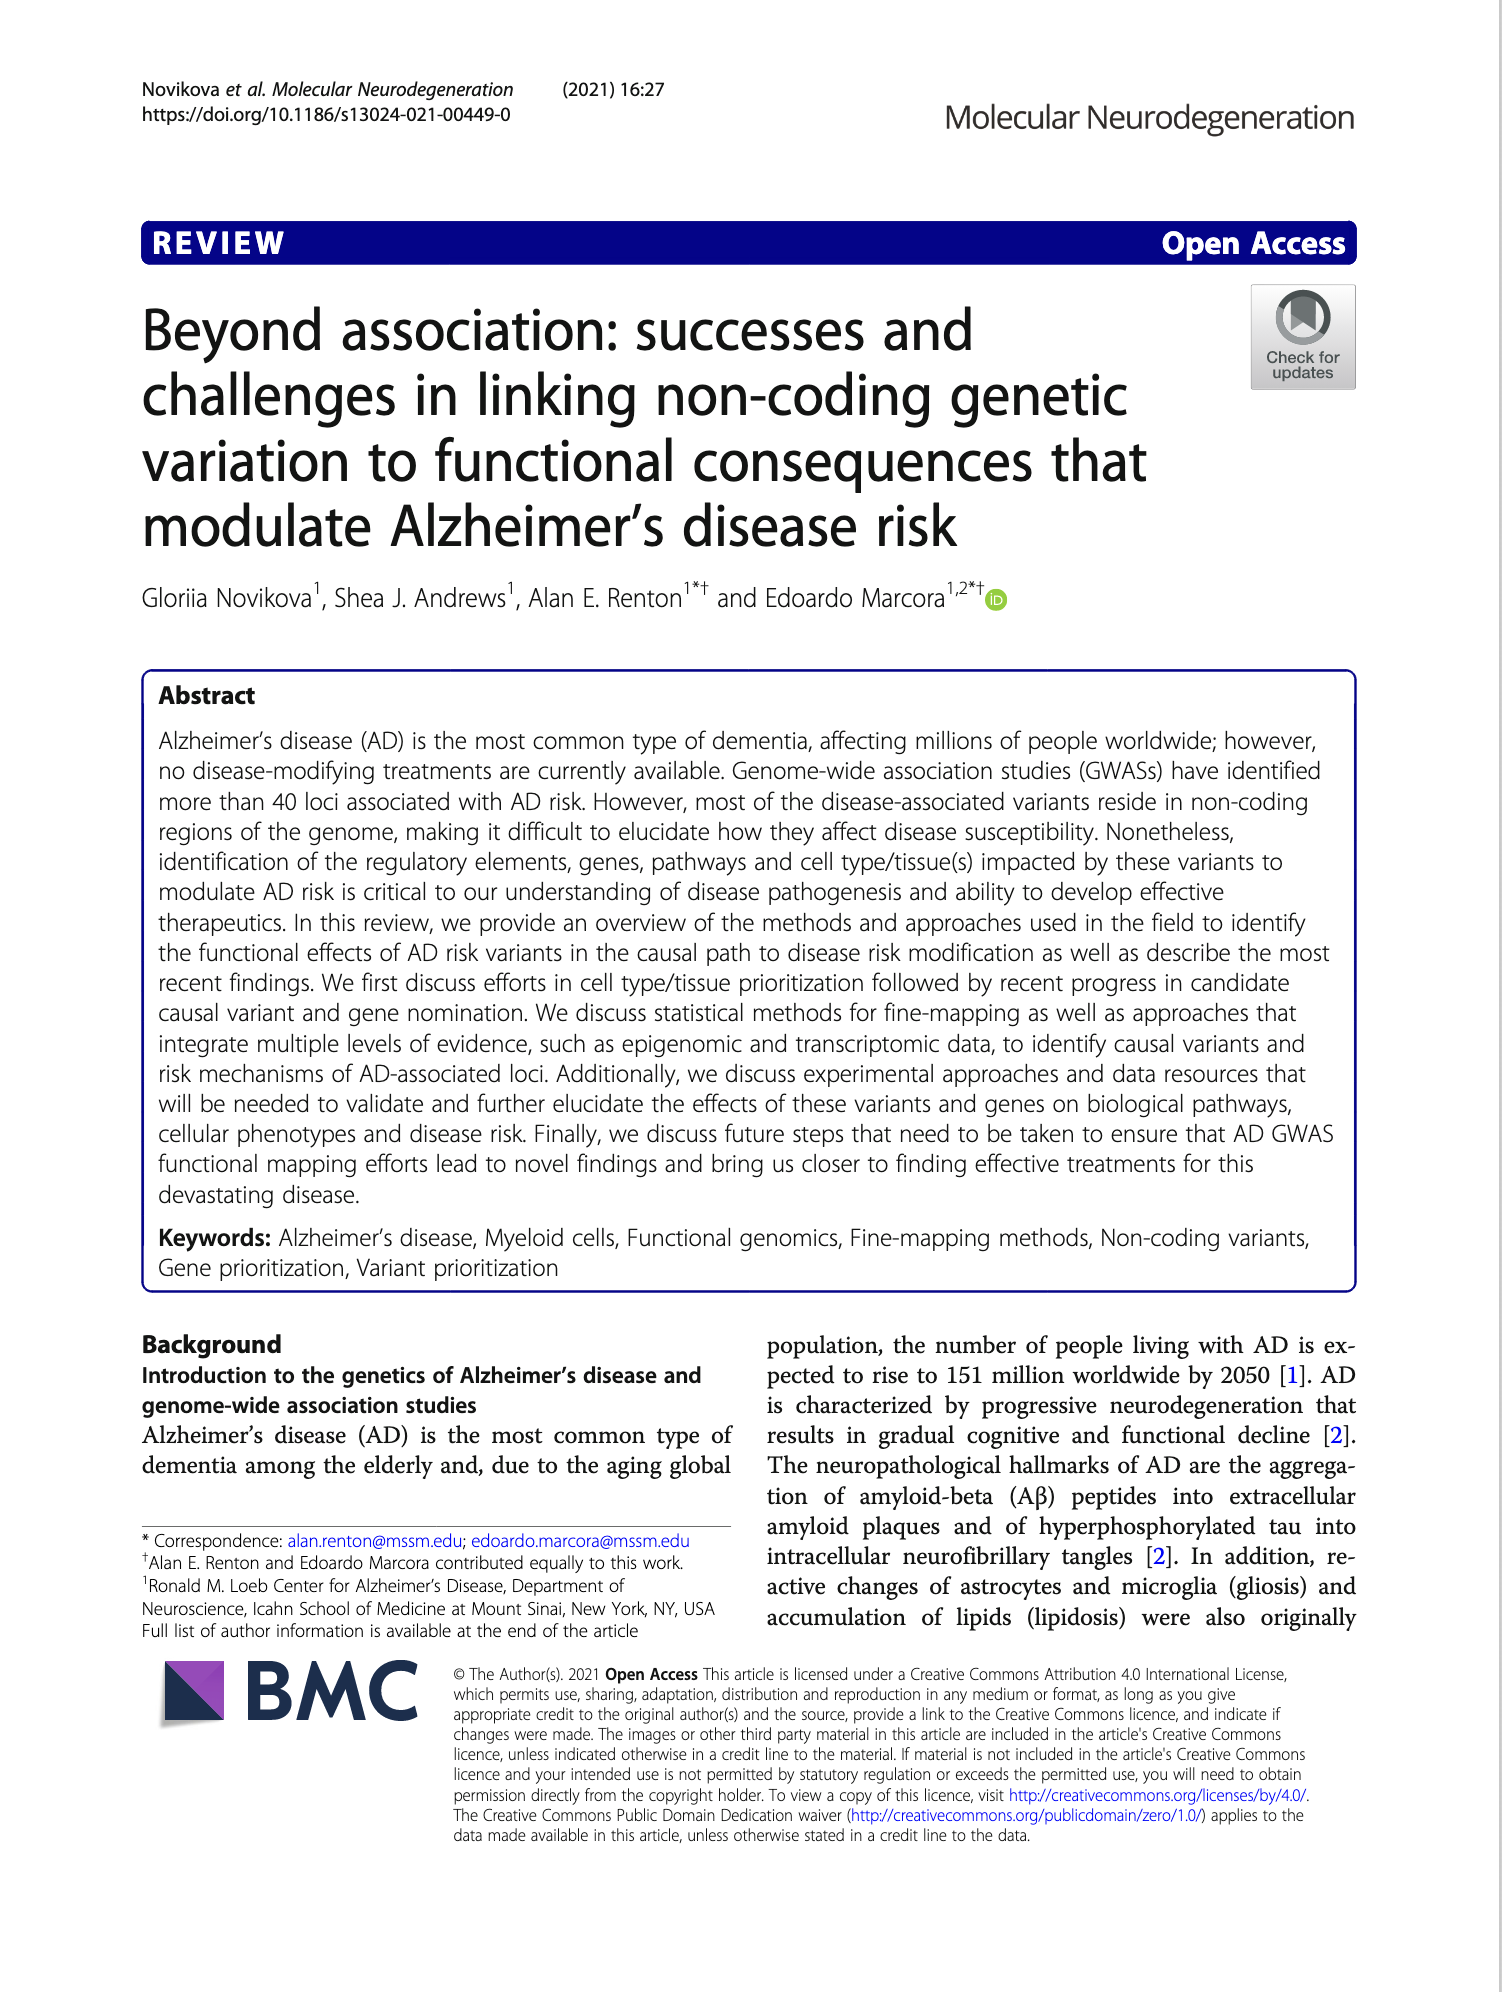 Novikova et al. Molecular Neurodegeneration (2021) 16:27
https://doi.org/10.1186/s13024-021-00449-0
Molecular Neurodegeneration
REVIEW Open Access
Check for
updates
Beyond association: successes and
challenges in linking non-coding genetic
variation to functional consequences that
modulate Alzheimer’s disease risk
Gloriia Novikova1, Shea J. Andrews1, Alan E. Renton1*† and Edoardo Marcora1,2*† iD
Abstract
Alzheimer’s disease (AD) is the most common type of dementia, affecting millions of people worldwide; however,
no disease-modifying treatments are currently available. Genome-wide association studies (GWASs) have identified
more than 40 loci associated with AD risk. However, most of the disease-associated variants reside in non-coding
regions of the genome, making it difficult to elucidate how they affect disease susceptibility. Nonetheless,
identification of the regulatory elements, genes, pathways and cell type/tissue(s) impacted by these variants to
modulate AD risk is critical to our understanding of disease pathogenesis and ability to develop effective
therapeutics. In this review, we provide an overview of the methods and approaches used in the field to identify
the functional effects of AD risk variants in the causal path to disease risk modification as well as describe the most
recent findings. We first discuss efforts in cell type/tissue prioritization followed by recent progress in candidate
causal variant and gene nomination. We discuss statistical methods for fine-mapping as well as approaches that
integrate multiple levels of evidence, such as epigenomic and transcriptomic data, to identify causal variants and
risk mechanisms of AD-associated loci. Additionally, we discuss experimental approaches and data resources that
will be needed to validate and further elucidate the effects of these variants and genes on biological pathways,
cellular phenotypes and disease risk. Finally, we discuss future steps that need to be taken to ensure that AD GWAS
functional mapping efforts lead to novel findings and bring us closer to finding effective treatments for this
devastating disease.
Keywords: Alzheimer’s disease, Myeloid cells, Functional genomics, Fine-mapping methods, Non-coding variants,
Gene prioritization, Variant prioritization
Background
Introduction to the genetics of Alzheimer’s disease and
genome-wide association studies
Alzheimer’s disease (AD) is the most common type of
dementia among the elderly and, due to the aging global
population, the number of people living with AD is ex-
pected to rise to 151 million worldwide by 2050 [1]. AD
is characterized by progressive neurodegeneration that
results in gradual cognitive and functional decline [2].
The neuropathological hallmarks of AD are the aggrega-
tion of amyloid-beta (Aβ) peptides into extracellular
amyloid plaques and of hyperphosphorylated tau into
intracellular neurofibrillary tangles [2]. In addition, re-
active changes of astrocytes and microglia (gliosis) and
accumulation of lipids (lipidosis) were also originally
* Correspondence: alan.renton@mssm.edu; edoardo.marcora@mssm.edu
†Alan E. Renton and Edoardo Marcora contributed equally to this work.
1Ronald M. Loeb Center for Alzheimer’s Disease, Department of
Neuroscience, Icahn School of Medicine at Mount Sinai, New York, NY, USA
Full list of author information is available at the end of the article
BMC
© The Author(s). 2021 Open Access This article is licensed under a Creative Commons Attribution 4.0 International License,
which permits use, sharing, adaptation, distribution and reproduction in any medium or format, as long as you give
appropriate credit to the original author(s) and the source, provide a link to the Creative Commons licence, and indicate if
changes were made. The images or other third party material in this article are included in the article's Creative Commons
licence, unless indicated otherwise in a credit line to the material. If material is not included in the article's Creative Commons
licence and your intended use is not permitted by statutory regulation or exceeds the permitted use, you will need to obtain
permission directly from the copyright holder. To view a copy of this licence, visit http://creativecommons.org/licenses/by/4.0/.
The Creative Commons Public Domain Dedication waiver (http://creativecommons.org/publicdomain/zero/1.0/) applies to the
data made available in this article, unless otherwise stated in a credit line to the data.